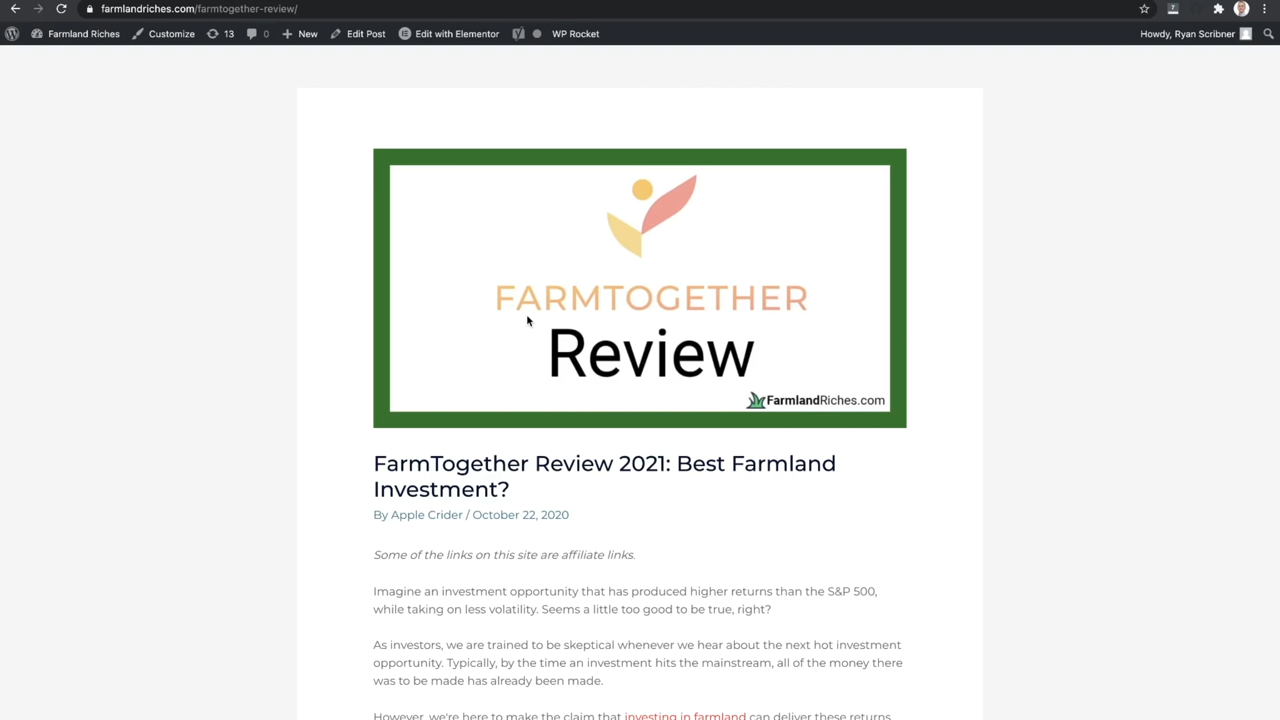 farmlandriches.com/farmtogether-review/
Farmland Riches Customize 13 0 New Edit Post Edit with Elementor WP Rocket Howdy, Ryan Scribner
FARMTOGETHER
Review
FarmlandRiches.com
FarmTogether Review 2021: Best Farmland
Investment?
By Apple Crider / October 22, 2020
Some of the links on this site are affiliate links.
Imagine an investment opportunity that has produced higher returns than the S&P 500,
while taking on less volatility. Seems a little too good to be true, right?
As investors, we are trained to be skeptical whenever we hear about the next hot investment
opportunity. Typically, by the time an investment hits the mainstream, all of the money there
was to be made has already been made.
However, we're here to make the claim that investing in farmland can deliver these returns